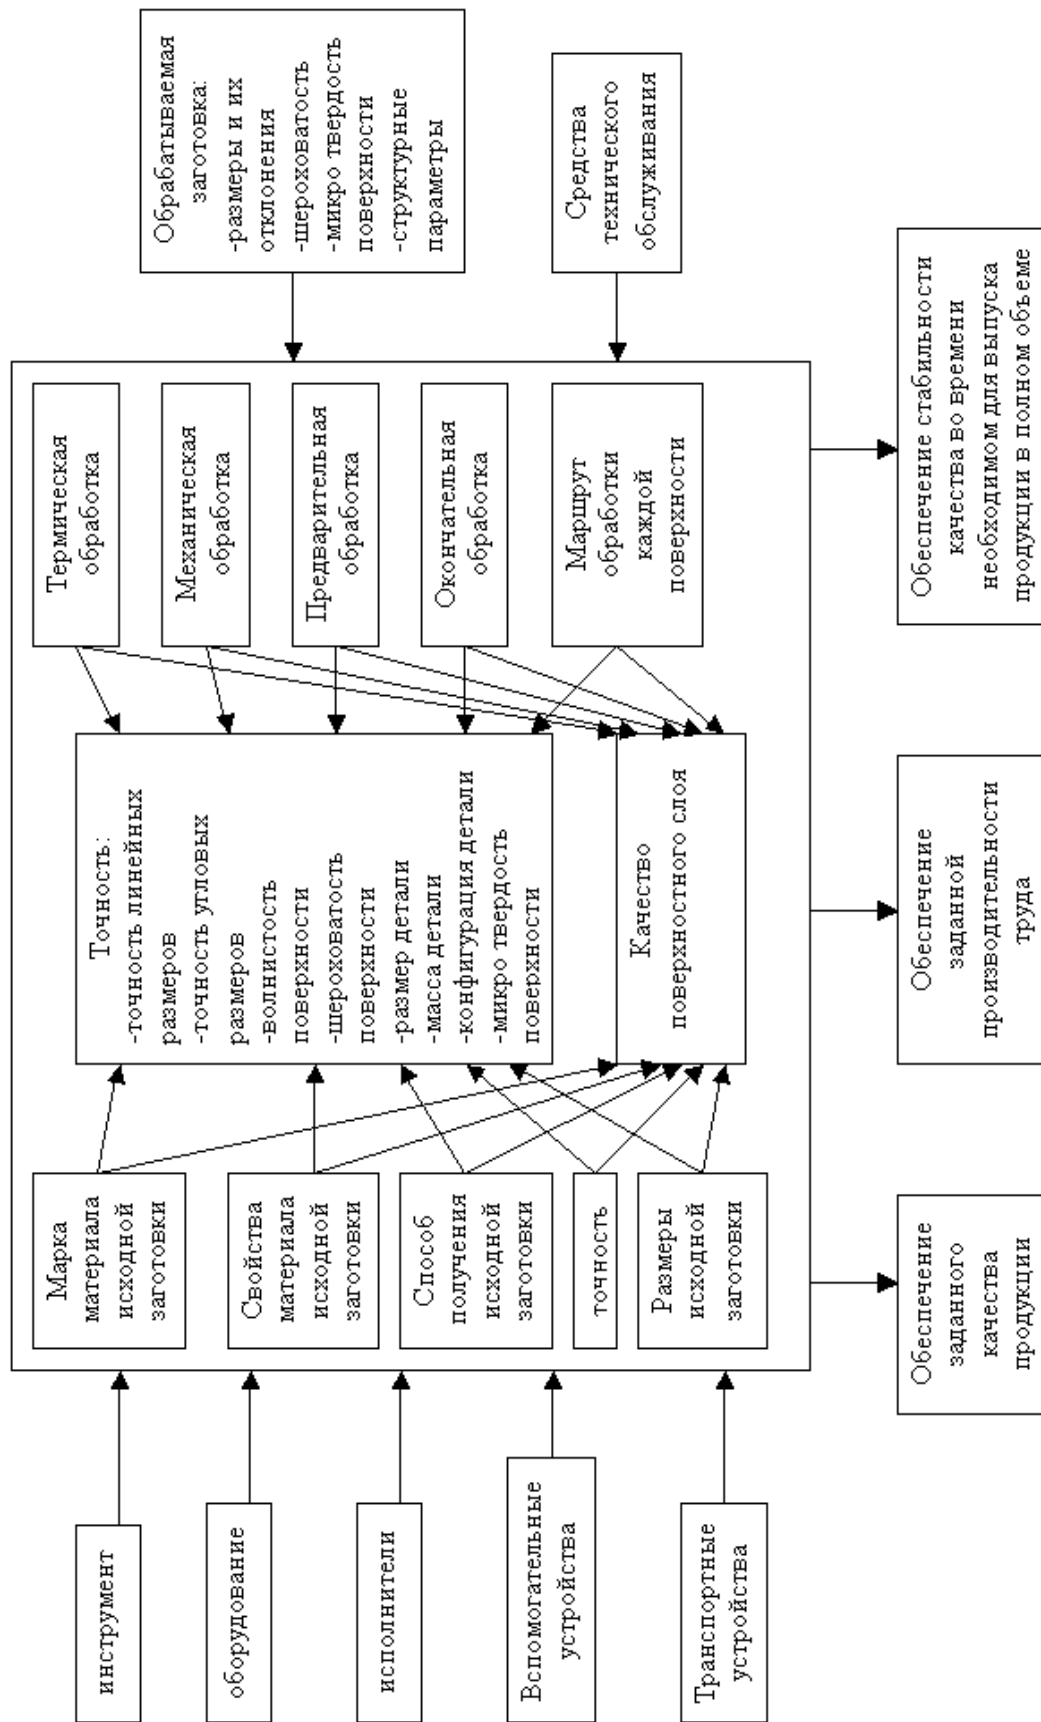 инструмент
оборудование
исполнители
Вспомогательные
устройства
Транспортные
устройства
Марка
материала
исходной
заготовки
Свойства
материала
исходной
заготовки
Способ
получения
исходной
заготовки
точность
Размеры
исходной
заготовки
Точность:
-точность линейных
размеров
-точность угловых
размеров
-волнистость
поверхности
-шероховатость
поверхности
-размер детали
-масса детали
-конфигурация детали
-микро твердость
поверхности
Качество
поверхностного слоя
Термическая
обработка
Механическая
обработка
Предварительная
обработка
Окончательная
обработка
Маршрут
обработки
каждой
поверхности
Обрабатываемая
заготовка:
-размеры и их
отклонения
-шероховатость
-микро твердость
поверхности
-структурные
параметры
Средства
технического
обслуживания
Обеспечение
заданного
качества
продукции
Обеспечение
заданной
производительности
труда
Обеспечение стабильности
качества во времени
необходимом для выпуска
продукции в полном объеме